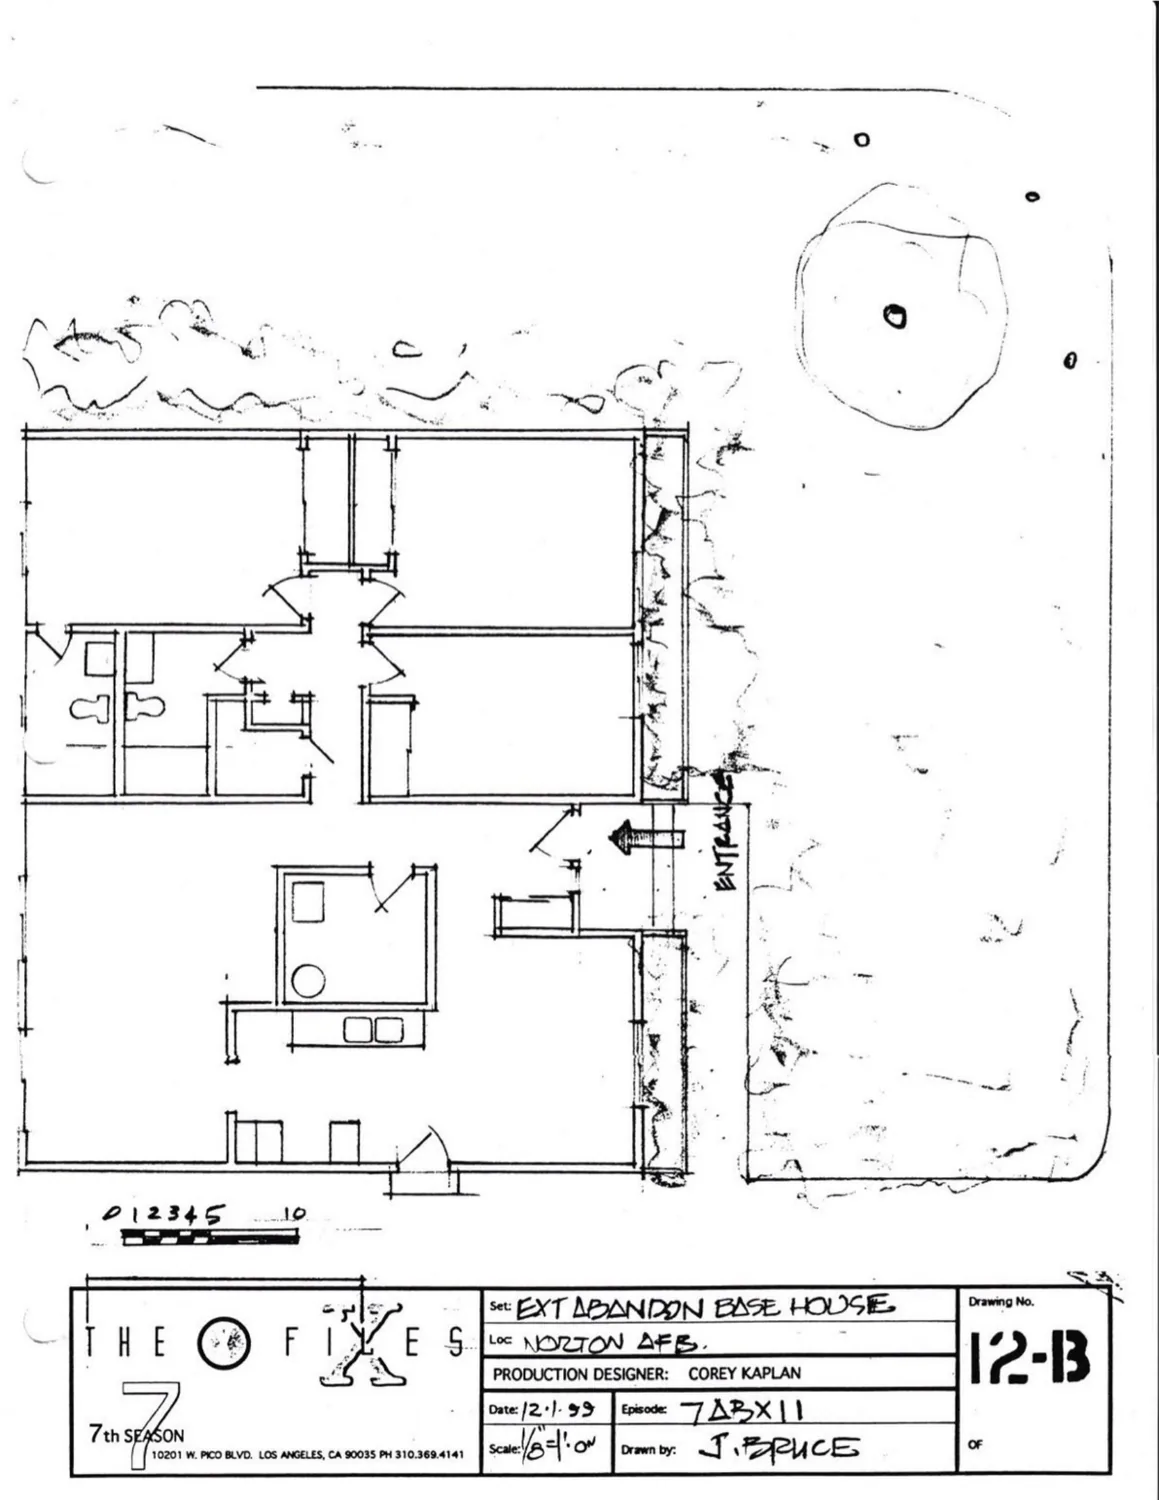 ENTRANCE
0 1 2 3 4 5 10
THE X FILES
7
7th SEASON
10201 W. PICO BLVD. LOS ANGELES, CA 90035 PH 310.369.4141
Set: EXT ABANDON BASE HOUSE
Loc: NORTON AFB.
PRODUCTION DESIGNER: COREY KAPLAN
Date: 12.1.99
Episode: 7ABX11
Scale: 1/8"=1'.0"
Drawn by: J. BRUCE
Drawing No.
12-B
OF